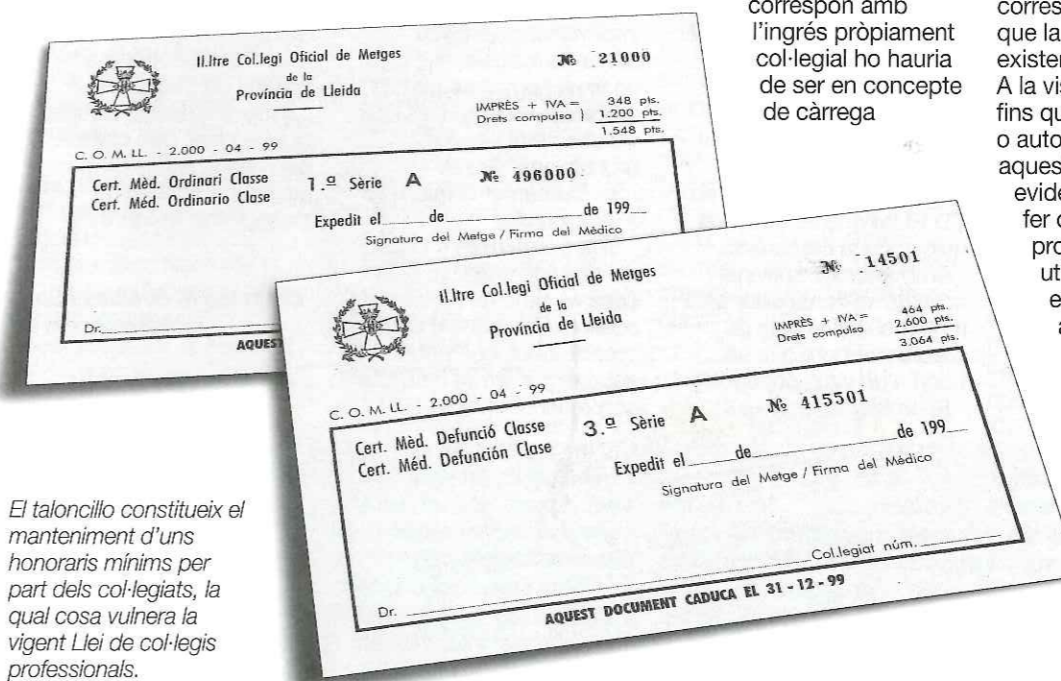 correspon amb
l'ingrés pròpiament
col·legial ho hauria
de ser en concepte
de càrrega
que la
A la vis
fins qu
o auto
aques
Il.ltre Col.legi Oficial de Metges
de la
Província de Lleida
№ 21000
IMPRÈS + IVA = 348 pts.
Drets compulsa } 1.200 pts.
1.548 pts.
C. O. M. LL. - 2.000 - 04 - 99
Cert. Mèd. Ordinari Classe
Cert. Méd. Ordinario Clase
1.ª Sèrie A № 496000
Expedit el de de 199
Signatura del Metge / Firma del Médico
Dr.
AQUEST
Il.ltre Col.legi Oficial de Metges
de la
Província de Lleida
№ 14501
IMPRÈS + IVA = 464 pts.
Drets compulsa 2.600 pts.
3.064 pts.
C. O. M. LL. - 2.000 - 04 - 99
Cert. Mèd. Defunció Classe
Cert. Méd. Defunción Clase
3.ª Sèrie A № 415501
Expedit el de de 199
Signatura del Metge / Firma del Médico
Dr. Col.legiat núm.
AQUEST DOCUMENT CADUCA EL 31 - 12 - 99
El taloncillo constitueix el
manteniment d'uns
honoraris mínims per
part dels col·legiats, la
qual cosa vulnera la
vigent Llei de col·legis
professionals.